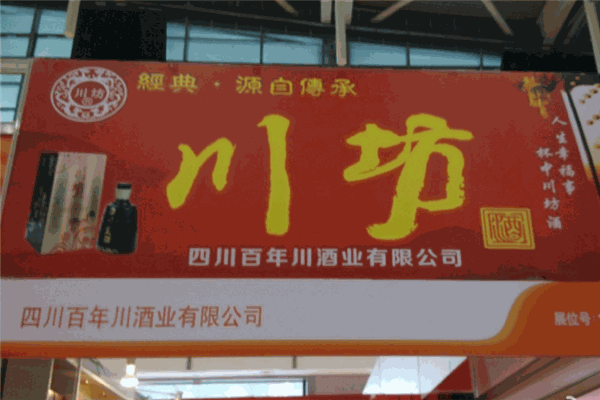 川坊
經典·源自傳承
川坊
人生幸福事
杯中川坊酒
酒
四川百年川酒业有限公司
四川百年川酒业有限公司
展位号